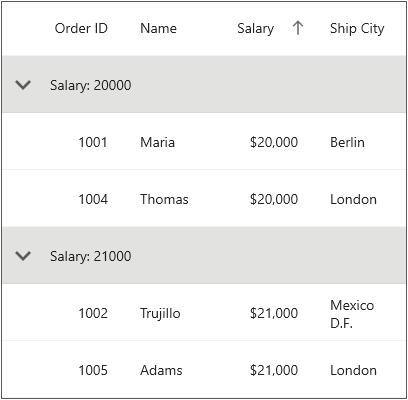 Order ID Name Salary Ship City
Salary: 20000
1001 Maria $20,000 Berlin
1004 Thomas $20,000 London
Salary: 21000
1002 Trujillo $21,000 Mexico
D.F.
1005 Adams $21,000 London